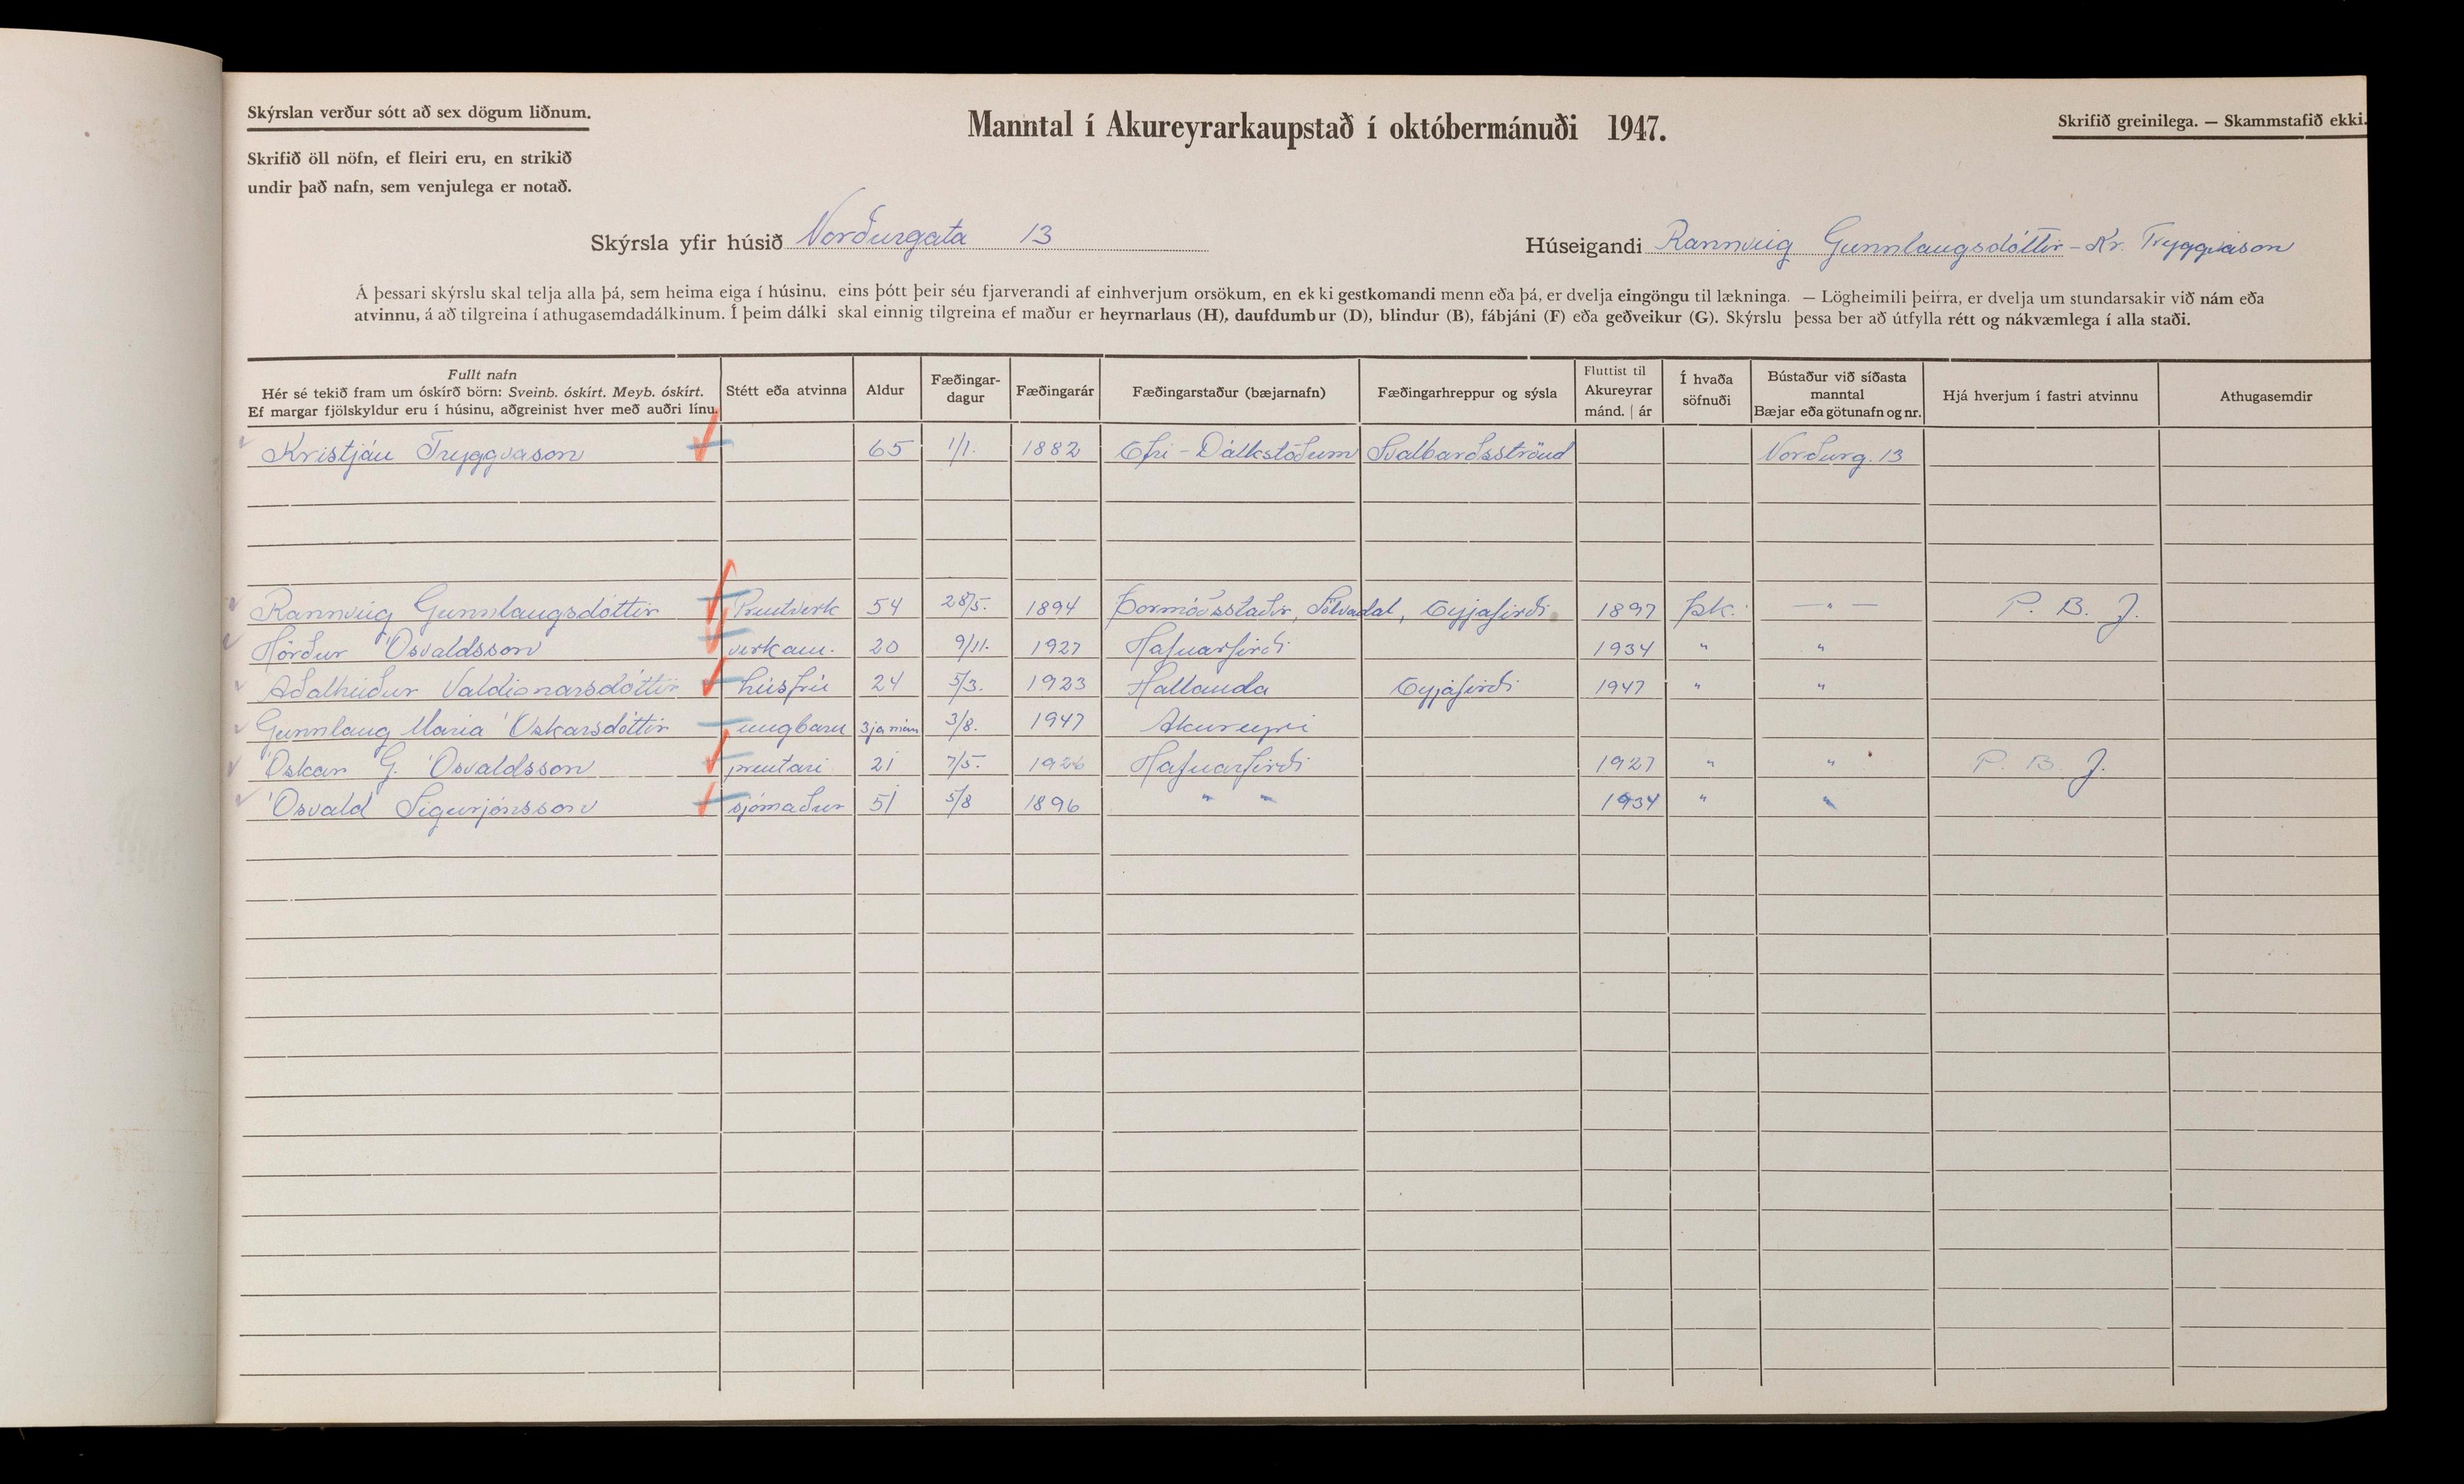 Skýrslan verður sótt að sex dögum liðnum.
Manntal í Akureyrarkaupstað í októbermánuði 1947.
Skrifið greinilega. — Skammstafið ekki.
Skrifið öll nöfn, ef fleiri eru, en strikið
undir það nafn, sem venjulega er notað.
Skýrsla yfir húsið Norðurgata 13
Húseigandi Rannveig Gunnlaugsdóttir - Kr. Tryggvason
Á þessari skýrslu skal telja alla þá, sem heima eiga í húsinu, eins þótt þeir séu fjarverandi af einhverjum orsökum, en ekki gestkomandi menn eða þá, er dvelja eingöngu til lækninga. — Lögheimili þeirra, er dvelja um stundarsakir við nám eða
atvinnu, á að tilgreina í athugasemdadálkinum. Í þeim dálki skal einnig tilgreina ef maður er heyrnarlaus (H), daufdumbur (D), blindur (B), fábjáni (F) eða geðveikur (G). Skýrslu þessa ber að útfylla rétt og nákvæmlega í alla staði.
Fullt nafn
Hér sé tekið fram um óskírð börn: Sveinb. óskírt. Meyb. óskírt.
Ef margar fjölskyldur eru í húsinu, aðgreinist hver með auðri línu.
Stétt eða atvinna
Aldur
Fæðingar-
dagur
Fæðingarár
Fæðingarstaður (bæjarnafn)
Fæðingarhreppur og sýsla
Fluttist til
Akureyrar
mánd. | ár
Í hvaða
söfnuði
Bústaður við síðasta
manntal
Bæjar eða götunafn og nr.
Hjá hverjum í fastri atvinnu
Athugasemdir
Kristján Tryggvason 65 1/1. 1882 Efri-Dálkstöðum Svalbarðsströnd Norðurg. 13
Rannveig Gunnlaugsdóttir Prentverk 54 28/5. 1894 Þormóðsstaðir, Sölvadal, Eyjafirði 1897 þk. — " — P. B. J.
Hörður Ósvaldsson verkam. 20 9/11. 1927 Hafnarfirði 1934 " "
Aðalheiður Valdimarsdóttir húsfrú 24 5/3. 1923 Hallanda Eyjafirði 1947 " "
Gunnlaug María Óskarsdóttir ungbarn 3ja mán 3/8. 1947 Akureyri
Óskar G. Ósvaldsson prentari 21 7/5. 1926 Hafnarfirði 1927 " " P. B. J.
Ósvald Sigurjónsson sjómaður 51 5/8 1896 " " 1934 " "